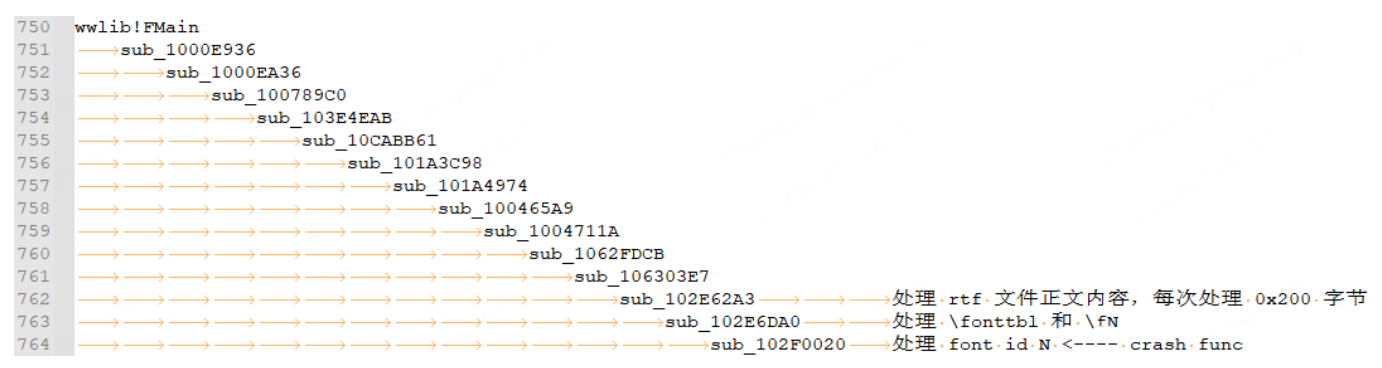 750 wwlib!FMain
751 sub_1000E936
752 sub_1000EA36
753 sub_100789C0
754 sub_103E4EAB
755 sub_10CABB61
756 sub_101A3C98
757 sub_101A4974
758 sub_100465A9
759 sub_1004711A
760 sub_1062FDCB
761 sub_106303E7
762 sub_102E62A3 处理 rtf 文件正文内容，每次处理 0x200 字节
763 sub_102E6DA0 处理 \fonttbl 和 \fN
764 sub_102F0020 处理 font id N <---- crash func